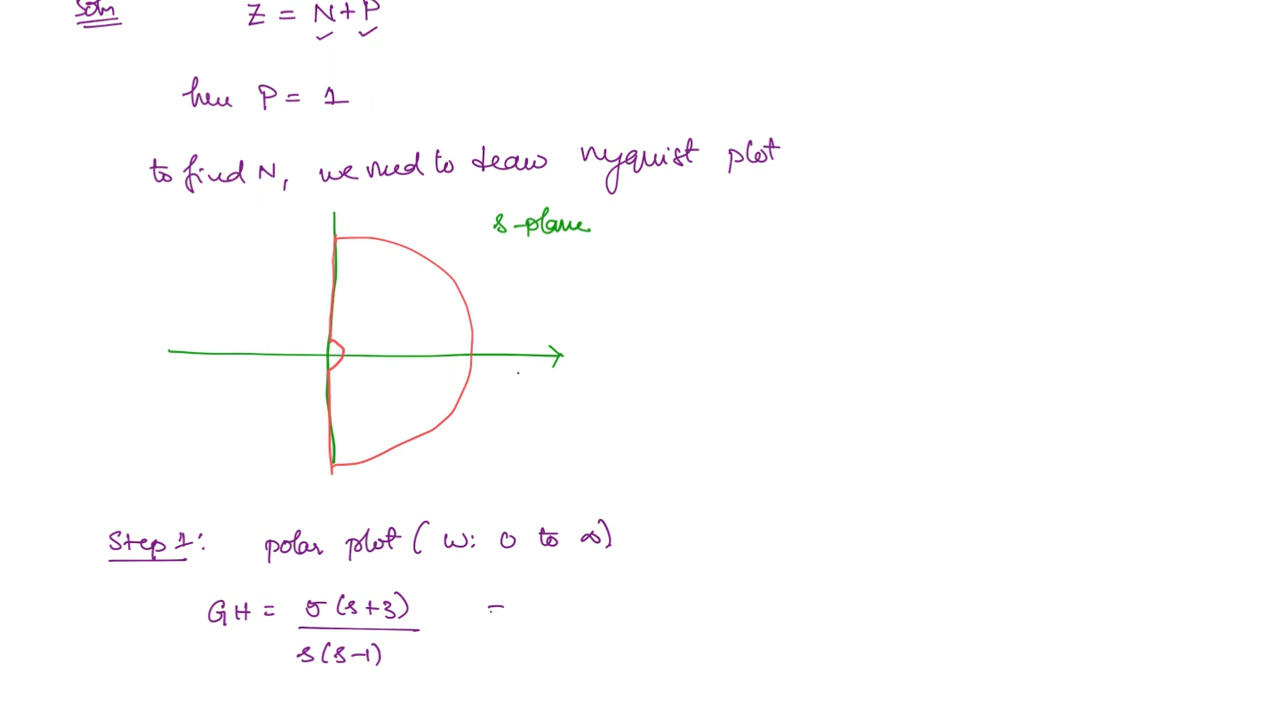 Soln Z = N+P
here P = 1
to find N, we need to draw nyquist plot
s-plane
Step 1: polar plot ( ω: 0 to ∞)
GH = 5 (s+3) =
s(s-1)